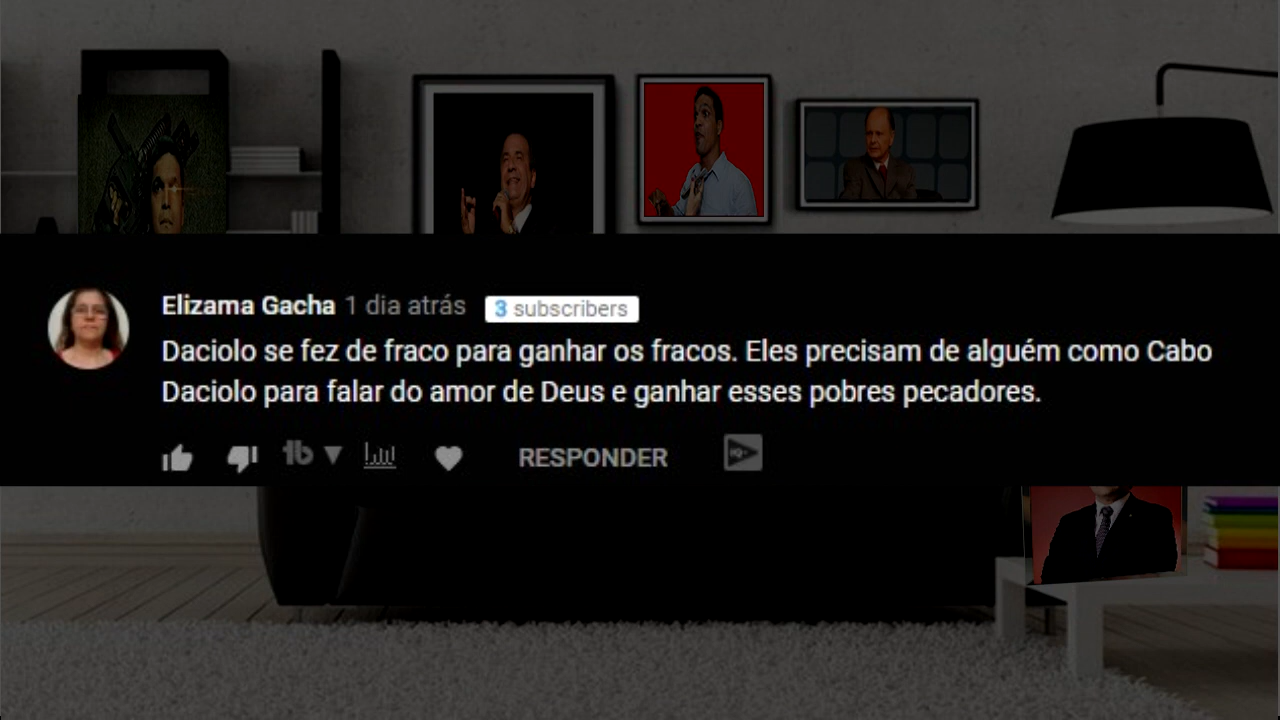 Elizama Gacha 1 dia atrás 3 subscribers
Daciolo se fez de fraco para ganhar os fracos. Eles precisam de alguém como Cabo
Daciolo para falar do amor de Deus e ganhar esses pobres pecadores.
RESPONDER